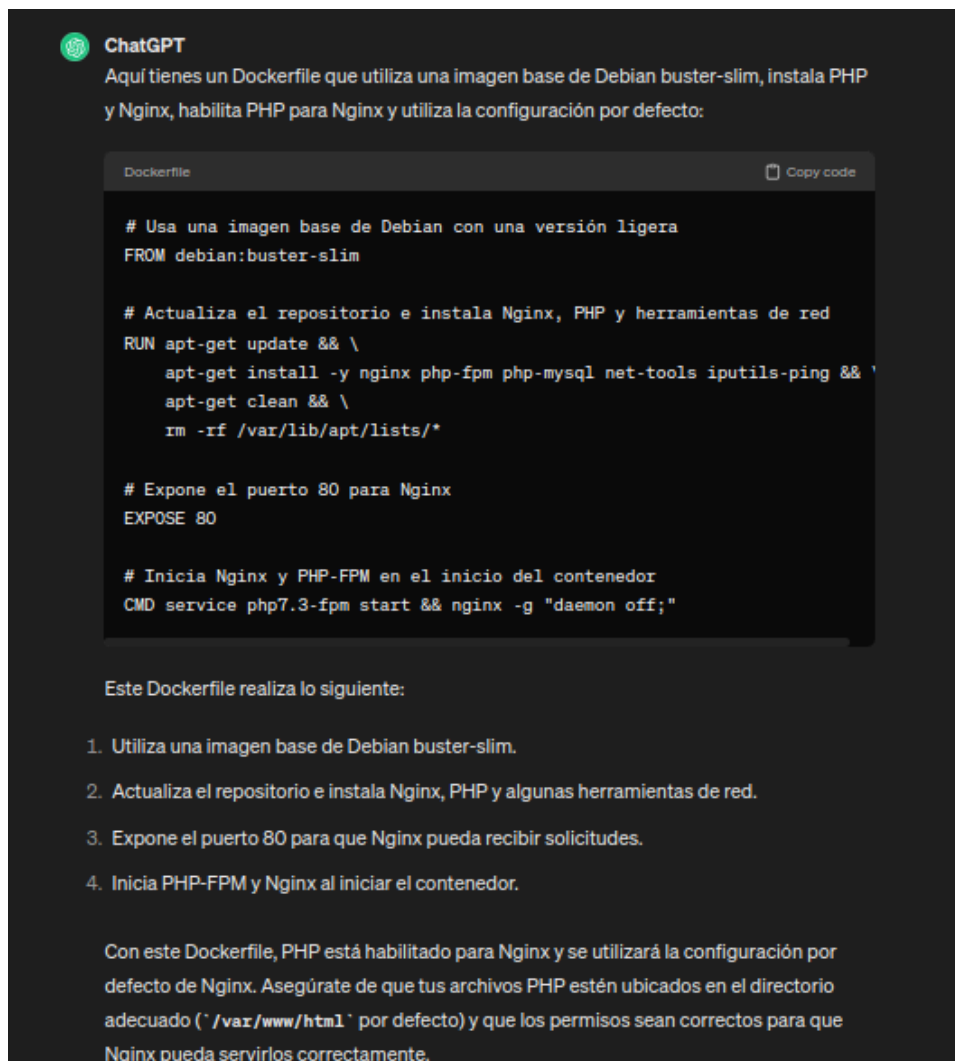 ChatGPT
Aquí tienes un Dockerfile que utiliza una imagen base de Debian buster-slim, instala PHP
y Nginx, habilita PHP para Nginx y utiliza la configuración por defecto:
Dockerfile Copy code
# Usa una imagen base de Debian con una versión ligera
FROM debian:buster-slim
# Actualiza el repositorio e instala Nginx, PHP y herramientas de red
RUN apt-get update && \
apt-get install -y nginx php-fpm php-mysql net-tools iputils-ping && \
apt-get clean && \
rm -rf /var/lib/apt/lists/*
# Expone el puerto 80 para Nginx
EXPOSE 80
# Inicia Nginx y PHP-FPM en el inicio del contenedor
CMD service php7.3-fpm start && nginx -g "daemon off;"
Este Dockerfile realiza lo siguiente:
1. Utiliza una imagen base de Debian buster-slim.
2. Actualiza el repositorio e instala Nginx, PHP y algunas herramientas de red.
3. Expone el puerto 80 para que Nginx pueda recibir solicitudes.
4. Inicia PHP-FPM y Nginx al iniciar el contenedor.
Con este Dockerfile, PHP está habilitado para Nginx y se utilizará la configuración por
defecto de Nginx. Asegúrate de que tus archivos PHP estén ubicados en el directorio
adecuado (`/var/www/html` por defecto) y que los permisos sean correctos para que
Nginx pueda servirlos correctamente.